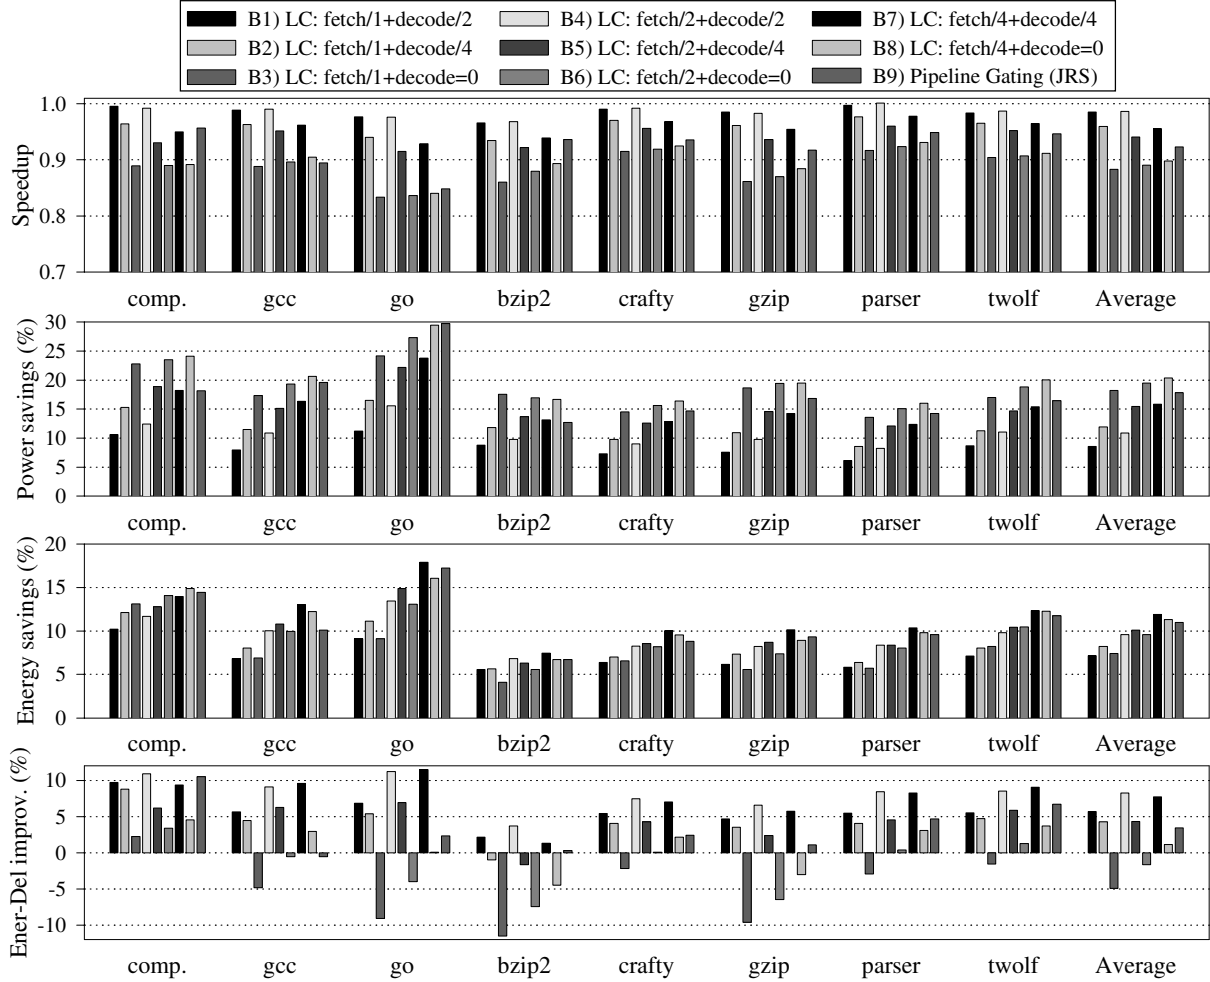 B1) LC: fetch/1+decode/2 B4) LC: fetch/2+decode/2 B7) LC: fetch/4+decode/4
B2) LC: fetch/1+decode/4 B5) LC: fetch/2+decode/4 B8) LC: fetch/4+decode=0
B3) LC: fetch/1+decode=0 B6) LC: fetch/2+decode=0 B9) Pipeline Gating (JRS)
Speedup
1.0
0.9
0.8
0.7
comp. gcc go bzip2 crafty gzip parser twolf Average
Power savings (%)
30
25
20
15
10
5
0
comp. gcc go bzip2 crafty gzip parser twolf Average
Energy savings (%)
20
15
10
5
0
comp. gcc go bzip2 crafty gzip parser twolf Average
Ener-Del improv. (%)
10
5
0
-5
-10
comp. gcc go bzip2 crafty gzip parser twolf Average